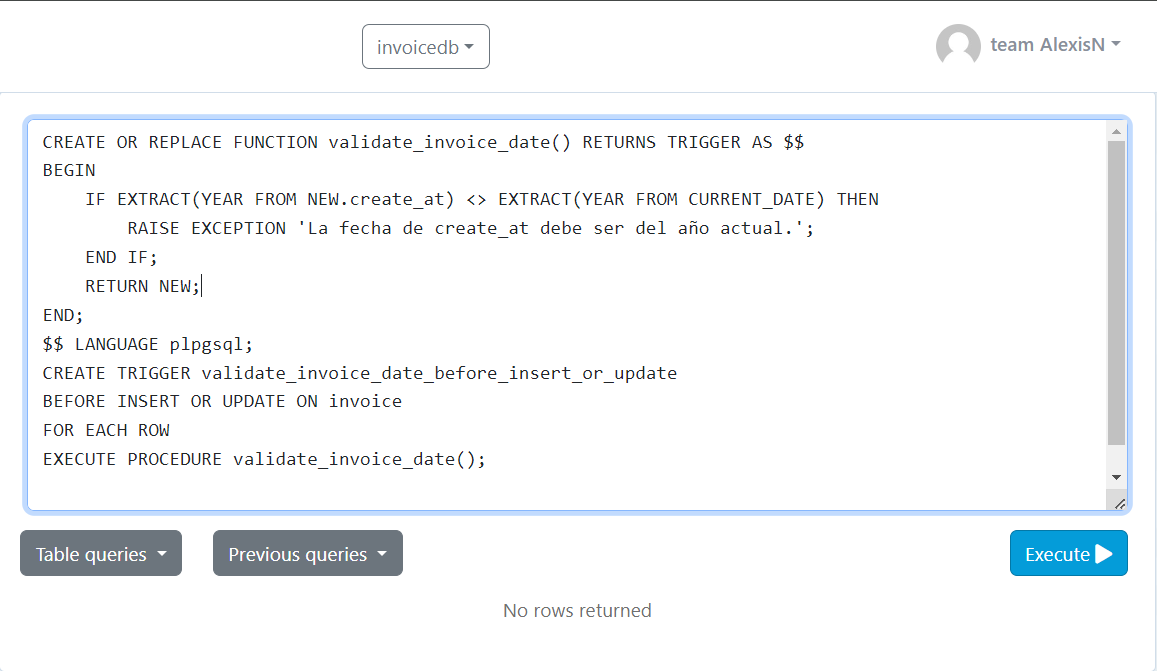 invoicedb
team AlexisN
CREATE OR REPLACE FUNCTION validate_invoice_date() RETURNS TRIGGER AS $$
BEGIN
    IF EXTRACT(YEAR FROM NEW.create_at) <> EXTRACT(YEAR FROM CURRENT_DATE) THEN
        RAISE EXCEPTION 'La fecha de create_at debe ser del año actual.';
    END IF;
    RETURN NEW;
END;
$$ LANGUAGE plpgsql;
CREATE TRIGGER validate_invoice_date_before_insert_or_update
BEFORE INSERT OR UPDATE ON invoice
FOR EACH ROW
EXECUTE PROCEDURE validate_invoice_date();
Table queries
Previous queries
Execute
No rows returned